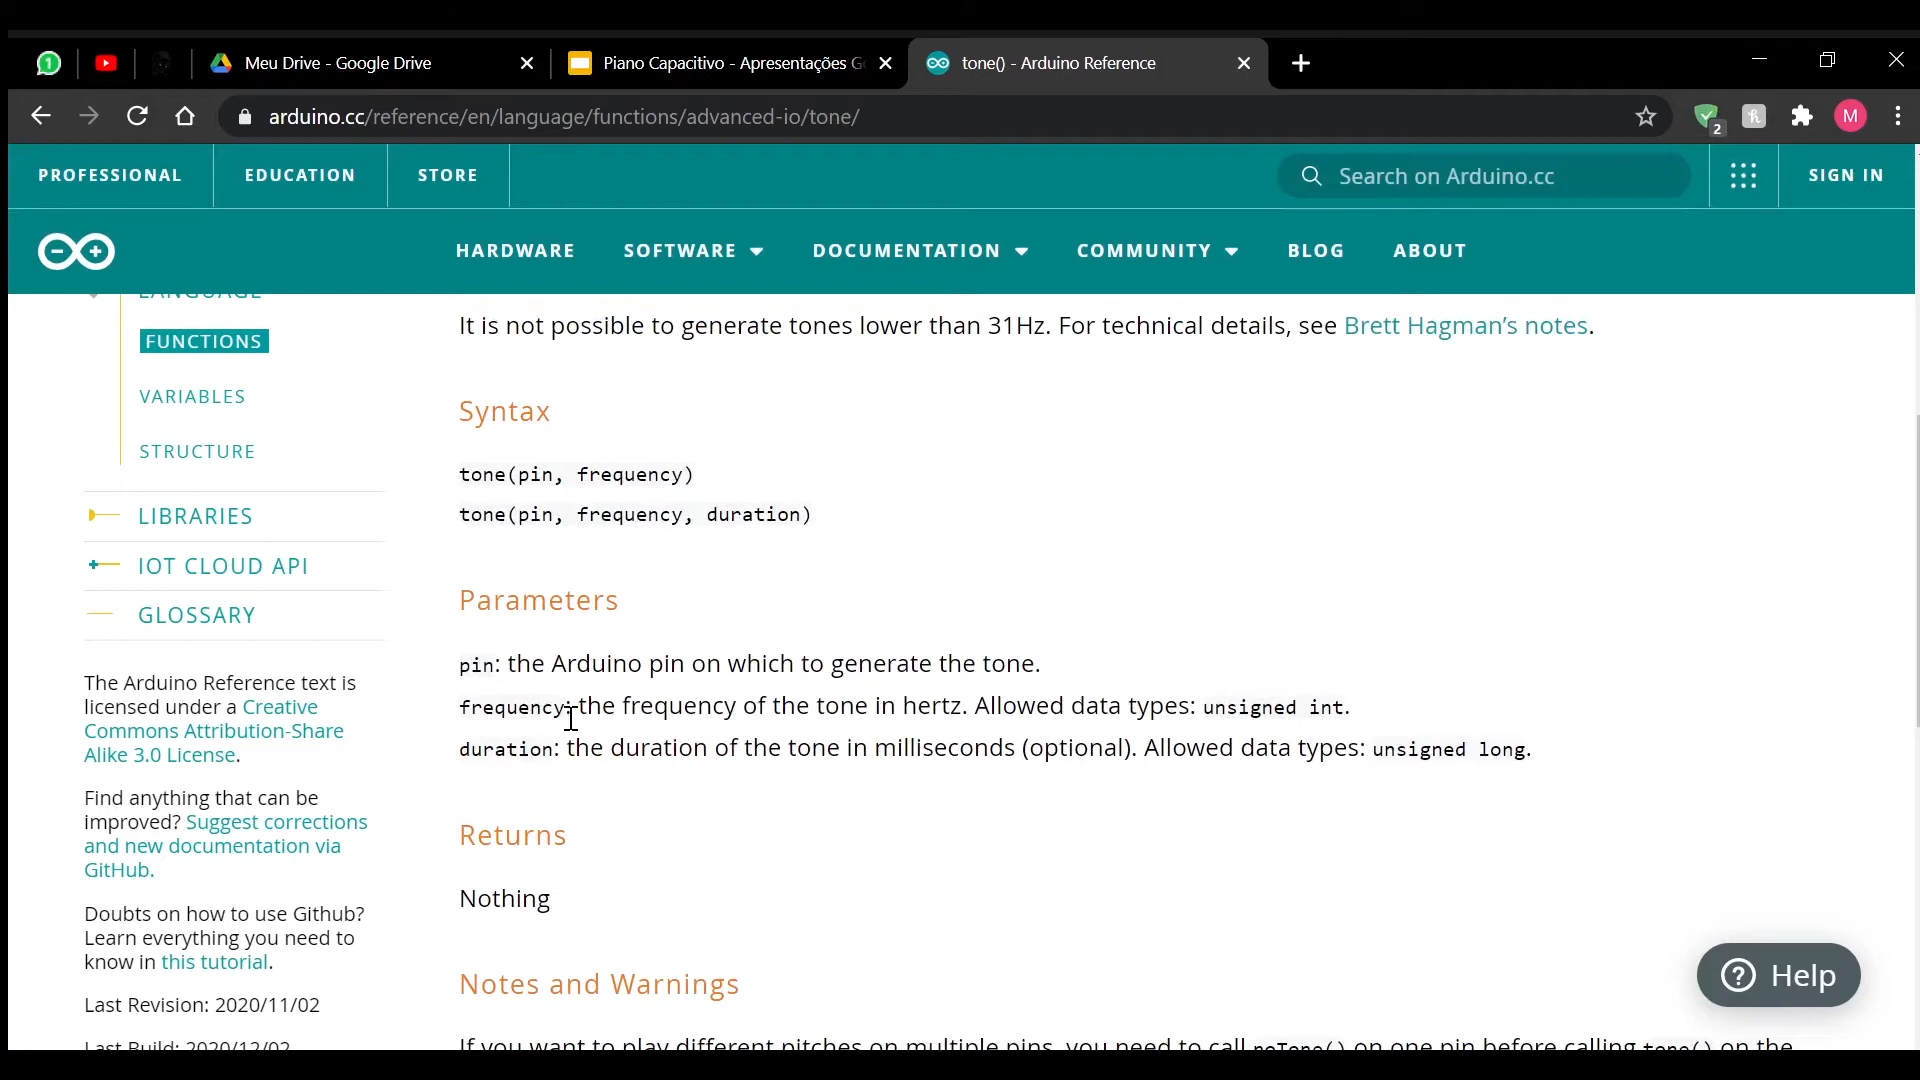 1
Meu Drive - Google Drive
Piano Capacitivo - Apresentações G
tone() - Arduino Reference
arduino.cc/reference/en/language/functions/advanced-io/tone/
2
M
PROFESSIONAL
EDUCATION
STORE
Search on Arduino.cc
SIGN IN
HARDWARE
SOFTWARE
DOCUMENTATION
COMMUNITY
BLOG
ABOUT
LANGUAGE
FUNCTIONS
VARIABLES
STRUCTURE
LIBRARIES
IOT CLOUD API
GLOSSARY
The Arduino Reference text is
licensed under a Creative
Commons Attribution-Share
Alike 3.0 License.
Find anything that can be
improved? Suggest corrections
and new documentation via
GitHub.
Doubts on how to use Github?
Learn everything you need to
know in this tutorial.
Last Revision: 2020/11/02
Last Build: 2020/12/02
It is not possible to generate tones lower than 31Hz. For technical details, see Brett Hagman’s notes.
Syntax
tone(pin, frequency)
tone(pin, frequency, duration)
Parameters
pin: the Arduino pin on which to generate the tone.
frequency: the frequency of the tone in hertz. Allowed data types: unsigned int.
duration: the duration of the tone in milliseconds (optional). Allowed data types: unsigned long.
Returns
Nothing
Notes and Warnings
If you want to play different pitches on multiple pins, you need to call noTone() on one pin before calling tone() on the
Help